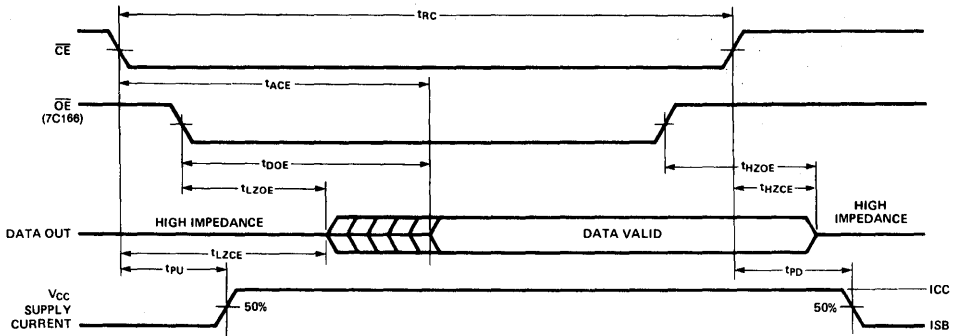 tRC
CE
tACE
OE
(7C166)
tDOE
tHZOE
tLZOE
tHZCE
HIGH IMPEDANCE
HIGH
IMPEDANCE
DATA OUT
DATA VALID
tLZCE
tPU
tPD
VCC
SUPPLY
CURRENT
50%
50%
ICC
ISB